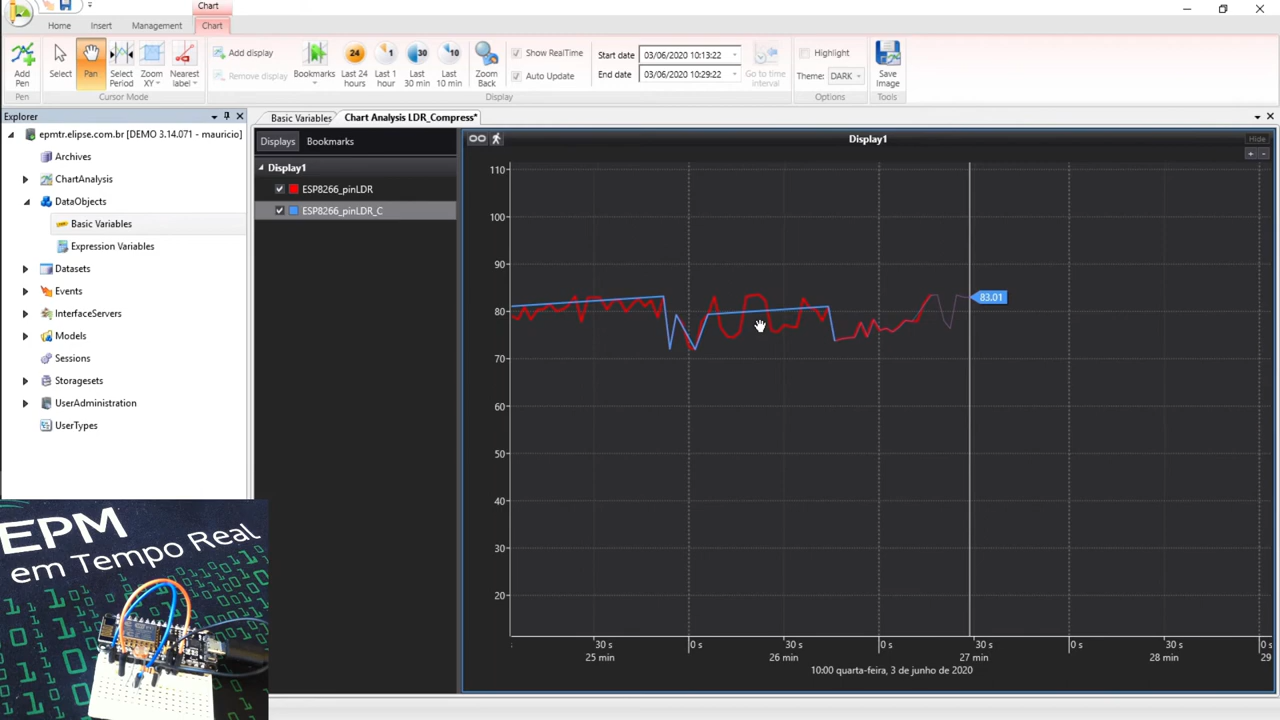 Chart
Home Insert Management Chart
Add Pen
Select
Pan
Select Period
Zoom XY
Nearest label
Add display
Remove display
Bookmarks
Last 24 hours
Last 1 hour
Last 30 min
Last 10 min
Zoom Back
Show RealTime
Auto Update
Start date 03/06/2020 10:13:22
End date 03/06/2020 10:29:22
Go to time interval
Highlight
Theme: DARK
Save Image
Pen Cursor Mode Display Options Tools
Explorer
Basic Variables Chart Analysis LDR_Compress*
epmtr.elipse.com.br [DEMO 3.14.071 - mauricio]
Archives
ChartAnalysis
DataObjects
Basic Variables
Expression Variables
Datasets
Events
InterfaceServers
Models
Sessions
Storagesets
UserAdministration
UserTypes
Displays Bookmarks
Display1
ESP8266_pinLDR
ESP8266_pinLDR_C
Display1
Hide
110
100
90
80
70
60
50
40
30
20
83.01
30 s 0 s 30 s 0 s 30 s 0 s 30 s 0 s
25 min 26 min 27 min 28 min 29
10:00 quarta-feira, 3 de junho de 2020
EPM
em Tempo Real